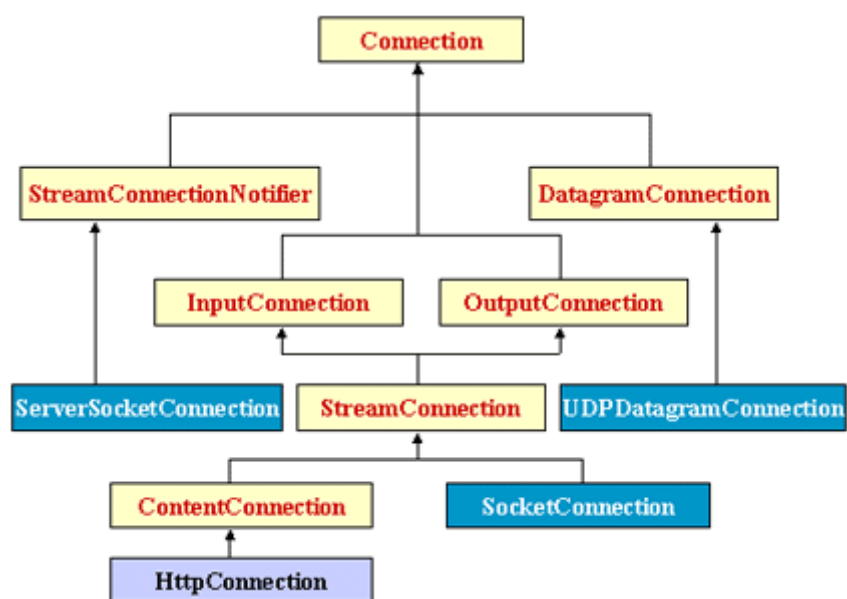 Connection
StreamConnectionNotifier
DatagramConnection
InputConnection
OutputConnection
ServerSocketConnection
StreamConnection
UDPDatagramConnection
ContentConnection
SocketConnection
HttpConnection